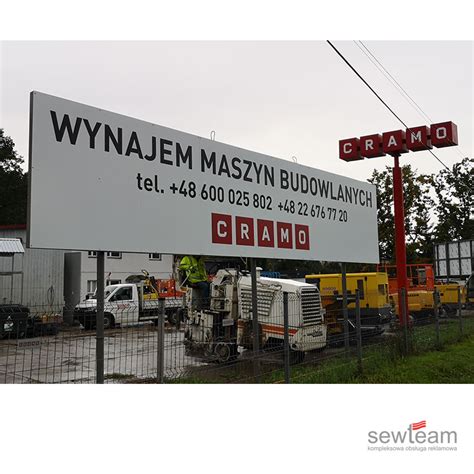 WYNAJEM MASZYN BUDOWLANYCH
tel. +48 600 025 802 +48 22 676 77 20
CRAMO
CRAMO
sewteam
kompleksowa obsługa reklamowa